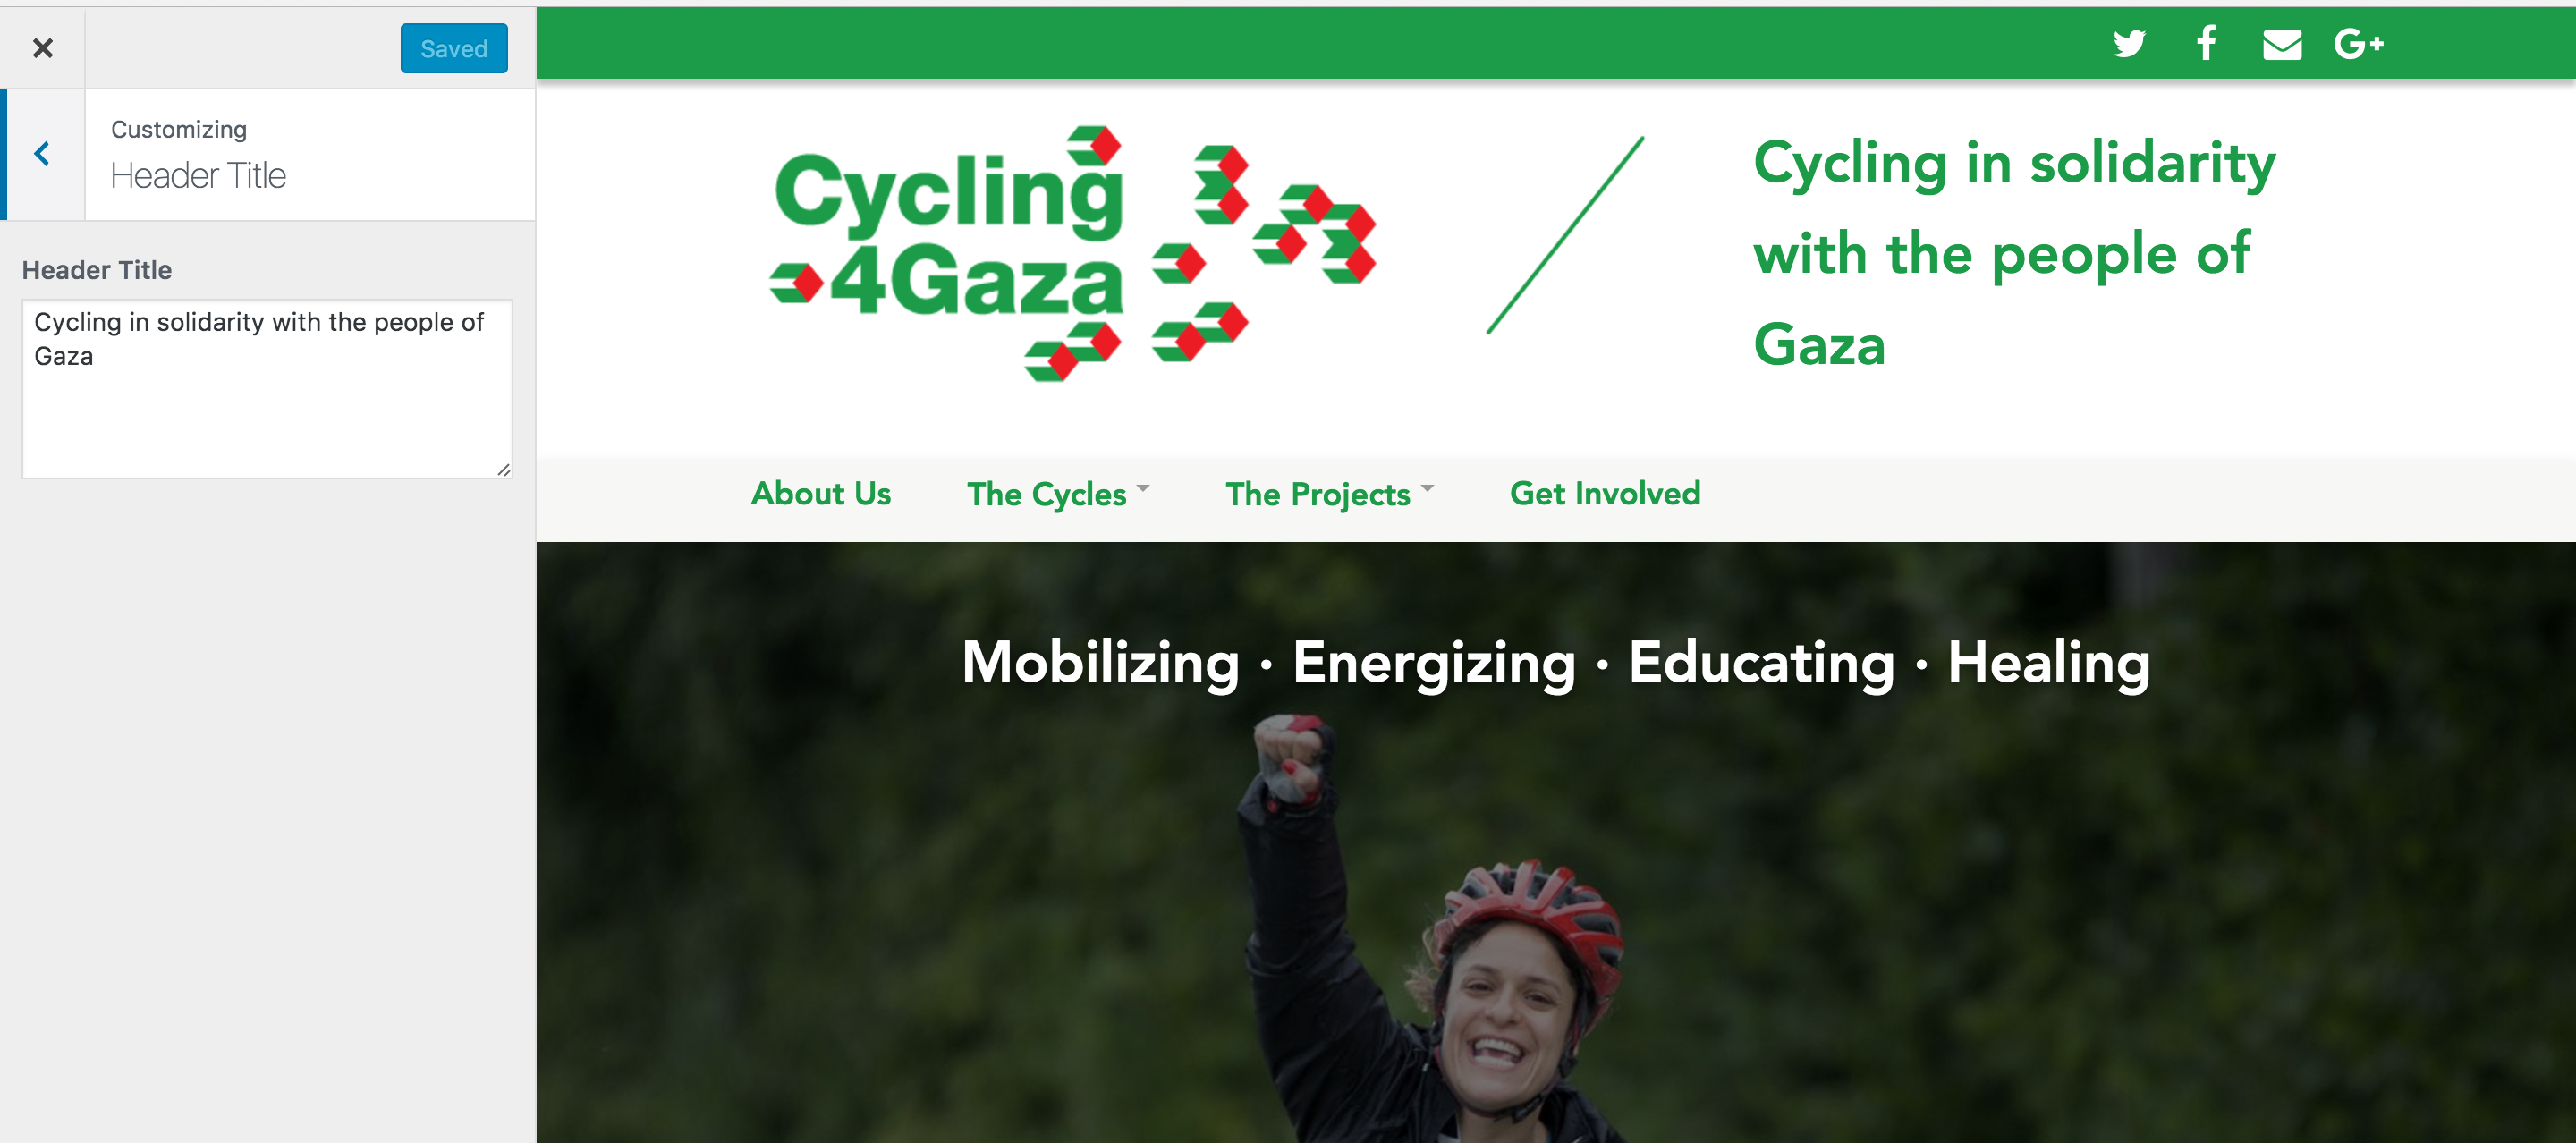 Saved
Customizing
Header Title
Header Title
Cycling in solidarity with the people of
Gaza
G+
Cycling
4Gaza
Cycling in solidarity
with the people of
Gaza
About Us
The Cycles
The Projects
Get Involved
Mobilizing · Energizing · Educating · Healing